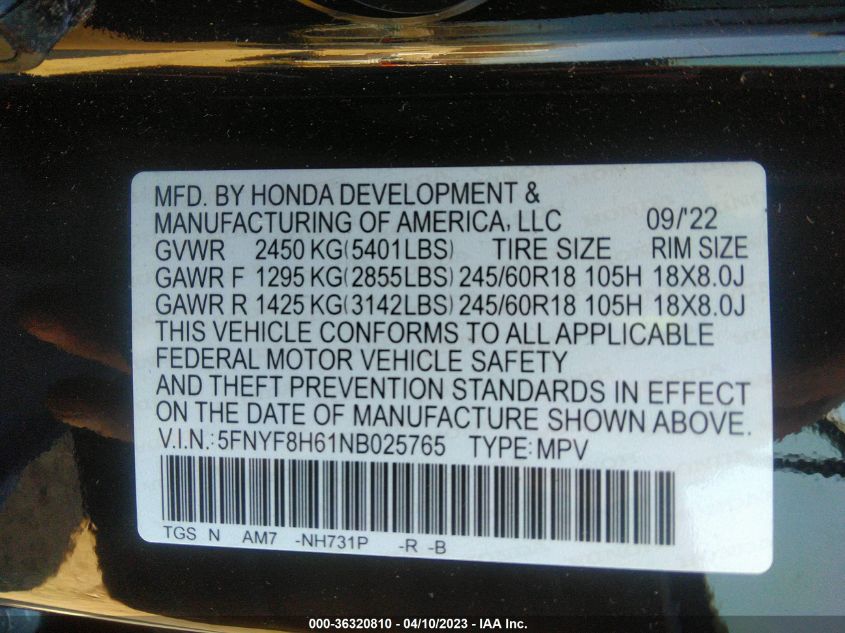 MFD. BY HONDA DEVELOPMENT &
MANUFACTURING OF AMERICA, LLC 09/'22
GVWR 2450 KG(5401LBS) TIRE SIZE RIM SIZE
GAWR F 1295 KG(2855LBS) 245/60R18 105H 18X8.0J
GAWR R 1425 KG(3142LBS) 245/60R18 105H 18X8.0J
THIS VEHICLE CONFORMS TO ALL APPLICABLE
FEDERAL MOTOR VEHICLE SAFETY
AND THEFT PREVENTION STANDARDS IN EFFECT
ON THE DATE OF MANUFACTURE SHOWN ABOVE.
V.I.N.: 5FNYF8H61NB025765 TYPE: MPV
TGS N AM7 -NH731P -R -B
000-36320810 - 04/10/2023 - IAA Inc.